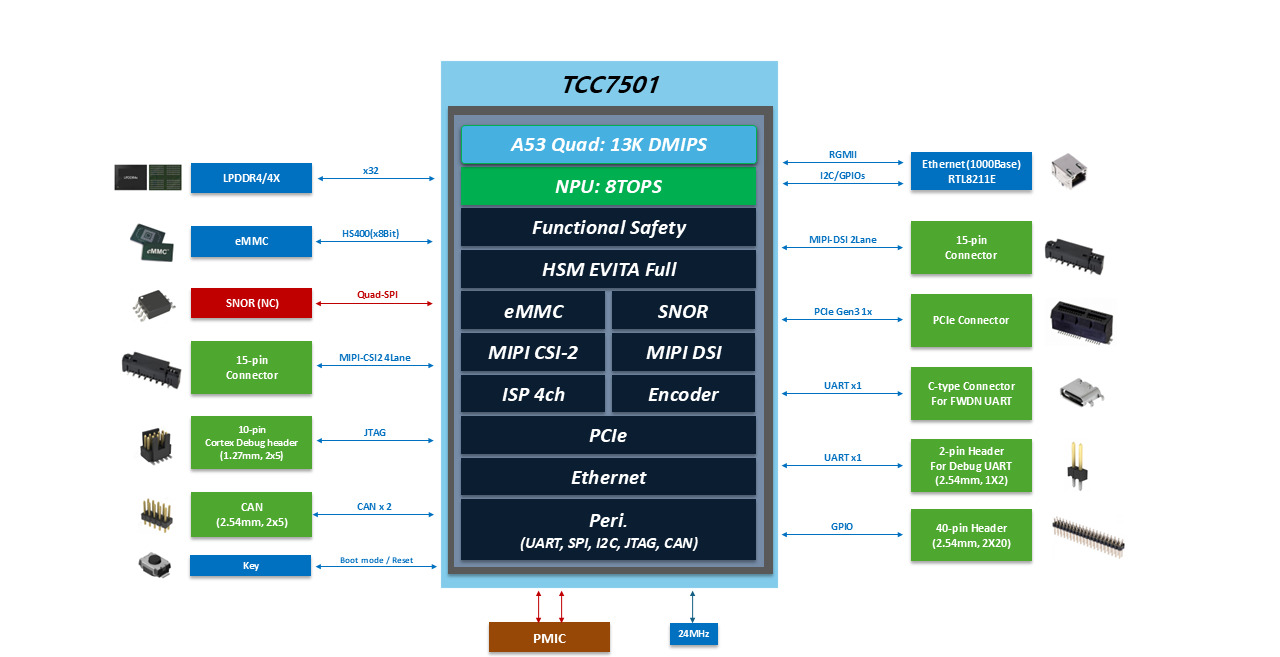 TCC7501
A53 Quad: 13K DMIPS
NPU: 8TOPS
Functional Safety
HSM EVITA Full
eMMC
SNOR
MIPI CSI-2
MIPI DSI
ISP 4ch
Encoder
PCIe
Ethernet
Peri.
(UART, SPI, I2C, JTAG, CAN)
LPDDR4/4X
x32
eMMC
eMMC
HS400(x8Bit)
SNOR (NC)
Quad-SPI
15-pin
Connector
MIPI-CSI2 4Lane
10-pin
Cortex Debug header
(1.27mm, 2x5)
JTAG
CAN
(2.54mm, 2x5)
CAN x 2
Key
Boot mode / Reset
RGMII
I2C/GPIOs
Ethernet (1000Base)
RTL8211E
MIPI-DSI 2Lane
15-pin
Connector
PCIe Gen3 1x
PCIe Connector
UART x1
C-type Connector
For FWDN UART
UART x1
2-pin Header
For Debug UART
(2.54mm, 1X2)
GPIO
40-pin Header
(2.54mm, 2X20)
PMIC
24MHz